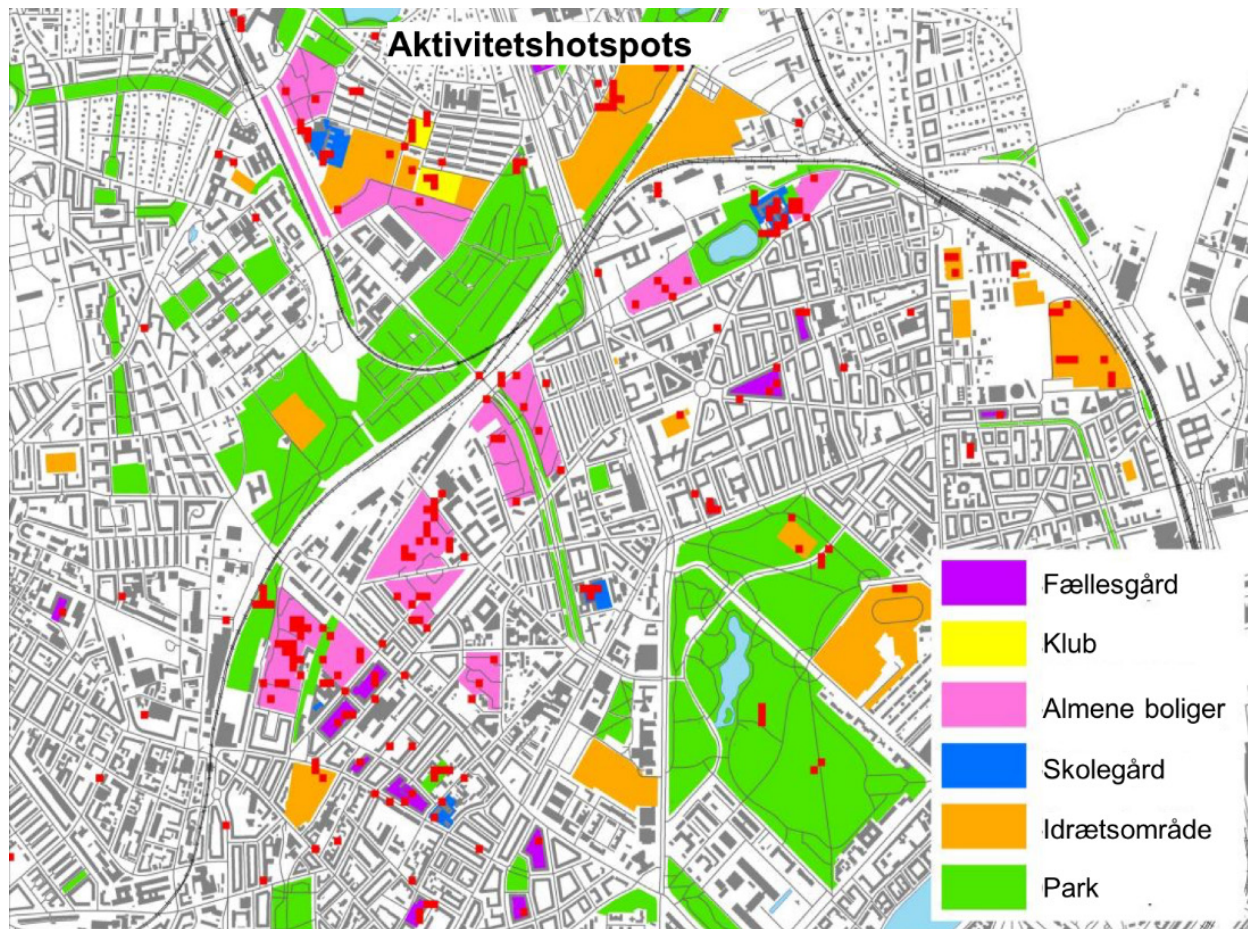 Aktivitetshotspots
Fællesgård
Klub
Almene boliger
Skolegård
Idrætsområde
Park